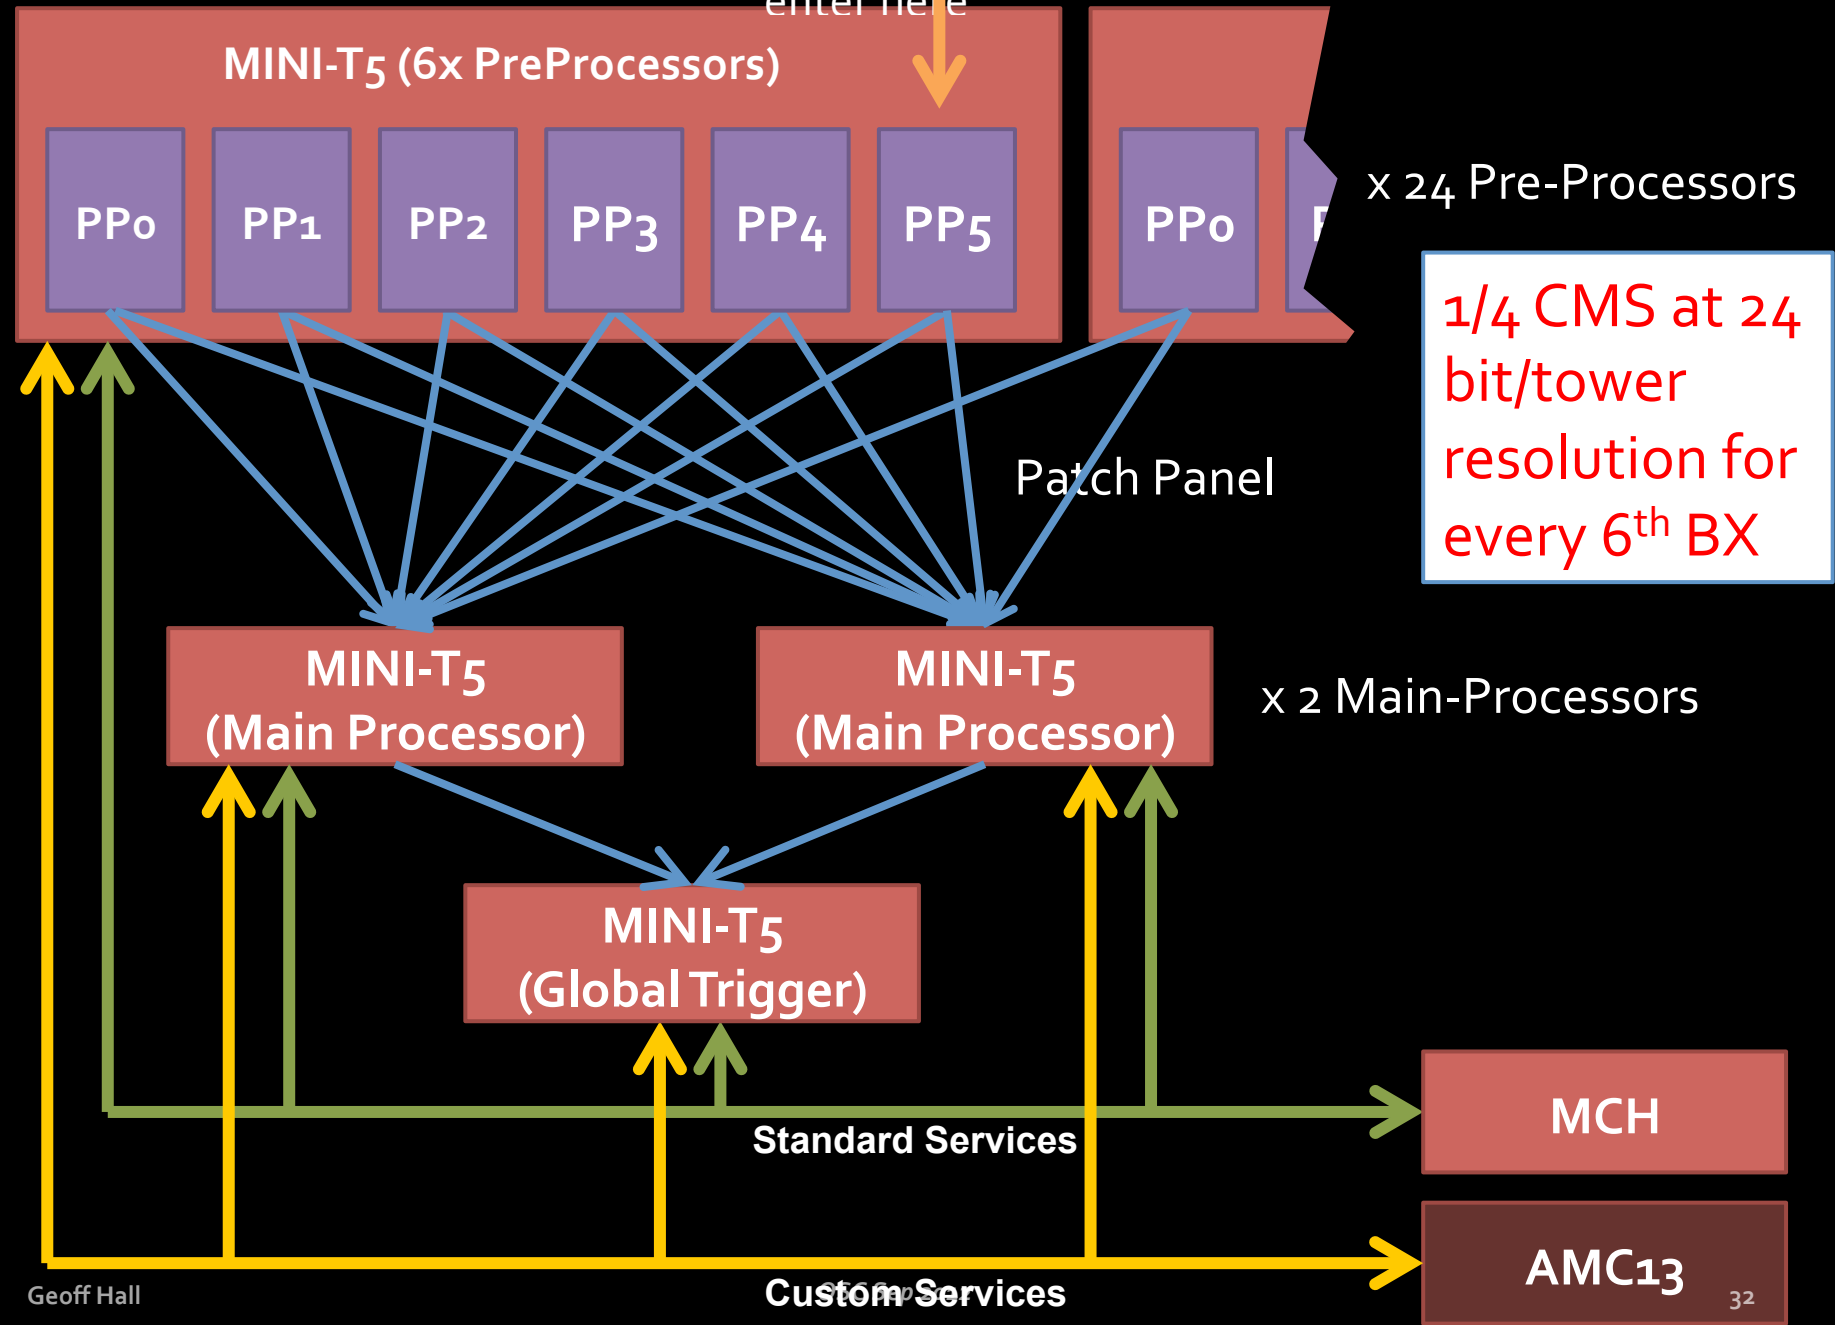 enter here
MINI-T5 (6x PreProcessors)
PP0
PP1
PP2
PP3
PP4
PP5
PP0
x 24 Pre-Processors
1/4 CMS at 24
bit/tower
resolution for
every 6th BX
Patch Panel
MINI-T5
(Main Processor)
MINI-T5
(Main Processor)
x 2 Main-Processors
MINI-T5
(Global Trigger)
MCH
Standard Services
AMC13
Geoff Hall
Custom Services
32